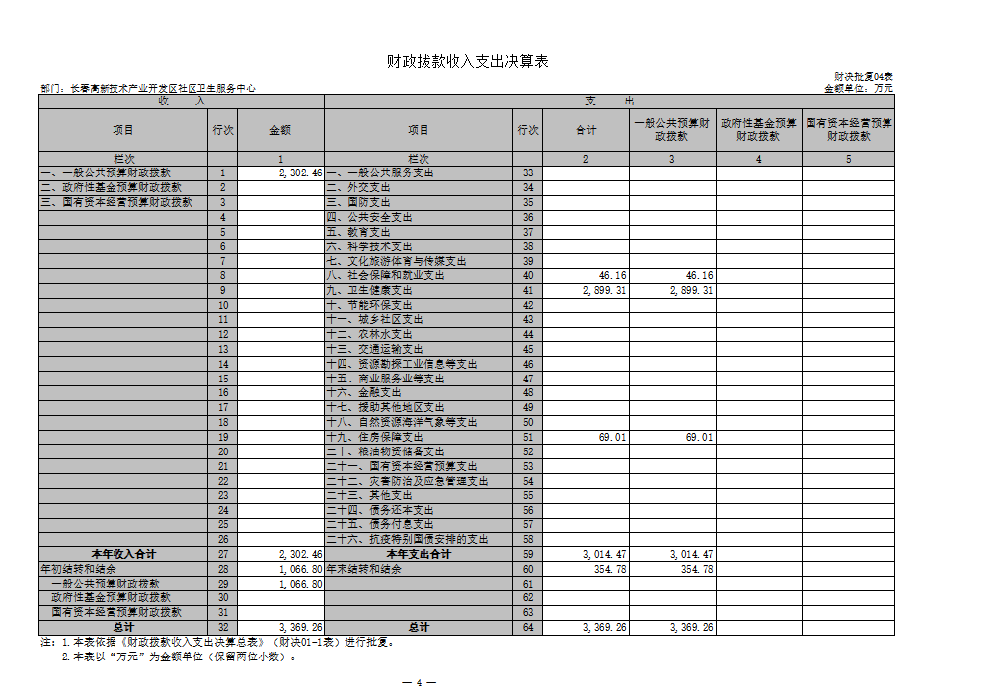 财政拨款收入支出决算表
财决批复04表
部门：长春高新技术产业开发区社区卫生服务中心 金额单位：万元
收 入 支 出
项目 行次 金额 项目 行次 合计 一般公共预算财政拨款 政府性基金预算财政拨款 国有资本经营预算财政拨款
栏次 1 栏次 2 3 4 5
一、一般公共预算财政拨款 1 2,302.46 一、一般公共服务支出 33
二、政府性基金预算财政拨款 2 二、外交支出 34
三、国有资本经营预算财政拨款 3 三、国防支出 35
4 四、公共安全支出 36
5 五、教育支出 37
6 六、科学技术支出 38
7 七、文化旅游体育与传媒支出 39
8 八、社会保障和就业支出 40 46.16 46.16
9 九、卫生健康支出 41 2,899.31 2,899.31
10 十、节能环保支出 42
11 十一、城乡社区支出 43
12 十二、农林水支出 44
13 十三、交通运输支出 45
14 十四、资源勘探工业信息等支出 46
15 十五、商业服务业等支出 47
16 十六、金融支出 48
17 十七、援助其他地区支出 49
18 十八、自然资源海洋气象等支出 50
19 十九、住房保障支出 51 69.01 69.01
20 二十、粮油物资储备支出 52
21 二十一、国有资本经营预算支出 53
22 二十二、灾害防治及应急管理支出 54
23 二十三、其他支出 55
24 二十四、债务还本支出 56
25 二十五、债务付息支出 57
26 二十六、抗疫特别国债安排的支出 58
本年收入合计 27 2,302.46 本年支出合计 59 3,014.47 3,014.47
年初结转和结余 28 1,066.80 年末结转和结余 60 354.78 354.78
一般公共预算财政拨款 29 1,066.80 61
政府性基金预算财政拨款 30 62
国有资本经营预算财政拨款 31 63
总计 32 3,369.26 总计 64 3,369.26 3,369.26
注：1.本表依据《财政拨款收入支出决算总表》（财决01-1表）进行批复。
2.本表以“万元”为金额单位（保留两位小数）。
— 4 —